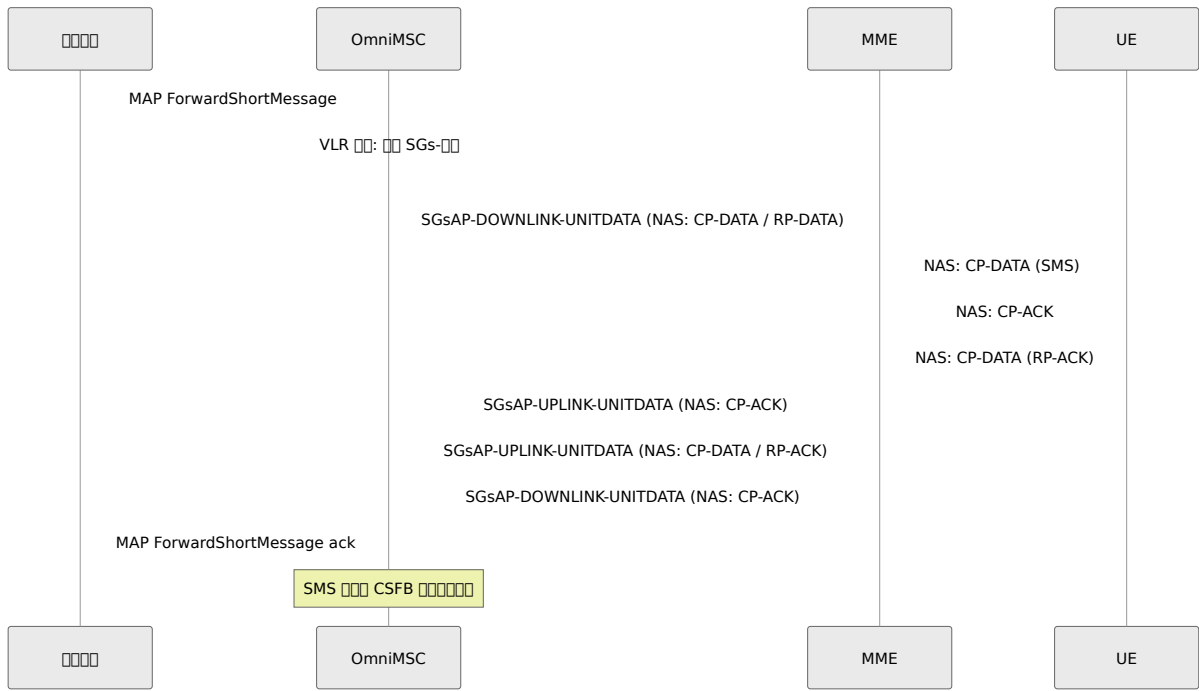 OmniMSC
MME
UE
MAP ForwardShortMessage
VLR : SGs-
SGsAP-DOWNLINK-UNITDATA (NAS: CP-DATA / RP-DATA)
NAS: CP-DATA (SMS)
NAS: CP-ACK
NAS: CP-DATA (RP-ACK)
SGsAP-UPLINK-UNITDATA (NAS: CP-ACK)
SGsAP-UPLINK-UNITDATA (NAS: CP-DATA / RP-ACK)
SGsAP-DOWNLINK-UNITDATA (NAS: CP-ACK)
MAP ForwardShortMessage ack
SMS CSFB
OmniMSC
MME
UE